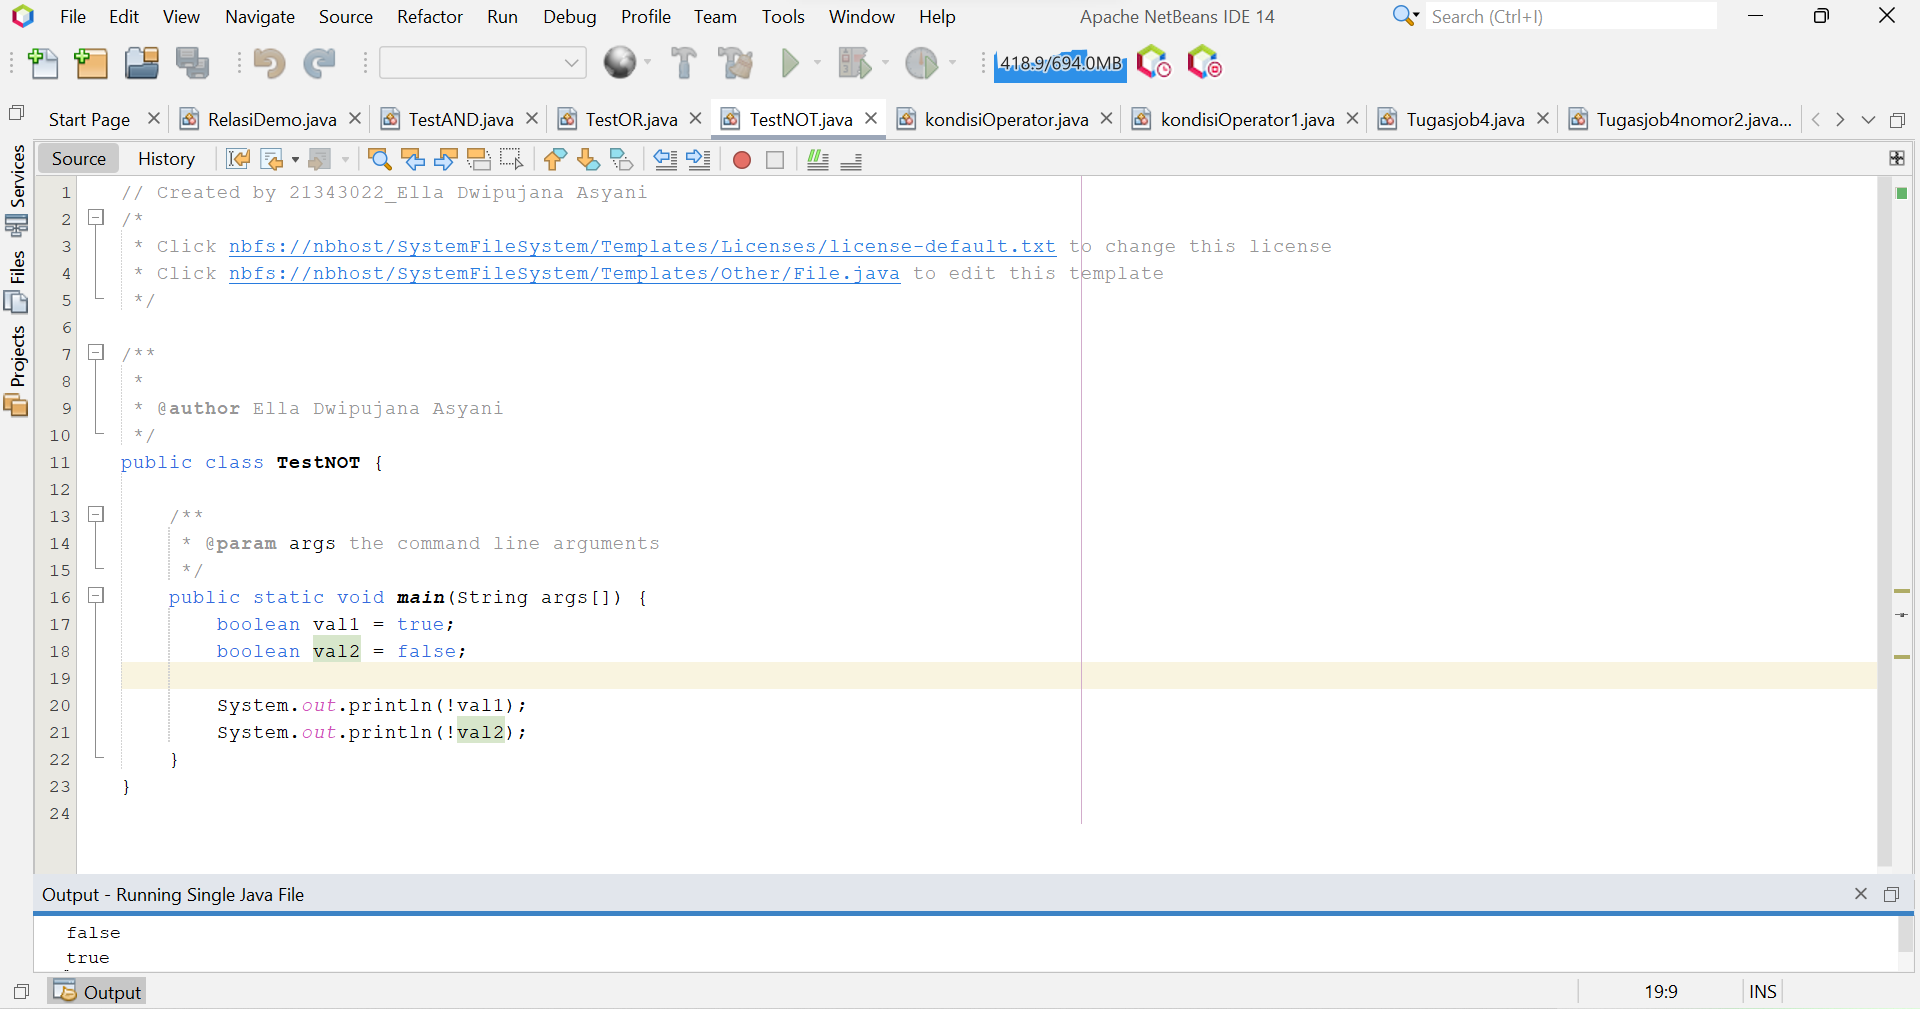 File Edit View Navigate Source Refactor Run Debug Profile Team Tools Window Help Apache NetBeans IDE 14 Search (Ctrl+I)
418.9/694.0MB
Start Page RelasiDemo.java TestAND.java TestOR.java TestNOT.java kondisiOperator.java kondisiOperator1.java Tugasjob4.java Tugasjob4nomor2.java...
Source History
Services
Files
Projects
1 // Created by 21343022_Ella Dwipujana Asyani
2 /*
3 * Click nbfs://nbhost/SystemFileSystem/Templates/Licenses/license-default.txt to change this license
4 * Click nbfs://nbhost/SystemFileSystem/Templates/Other/File.java to edit this template
5 */
6
7 /**
8 *
9 * @author Ella Dwipujana Asyani
10 */
11 public class TestNOT {
12
13 /**
14 * @param args the command line arguments
15 */
16 public static void main(String args[]) {
17 boolean val1 = true;
18 boolean val2 = false;
19
20 System.out.println(!val1);
21 System.out.println(!val2);
22 }
23 }
24
Output - Running Single Java File
false
true
Output 19:9 INS